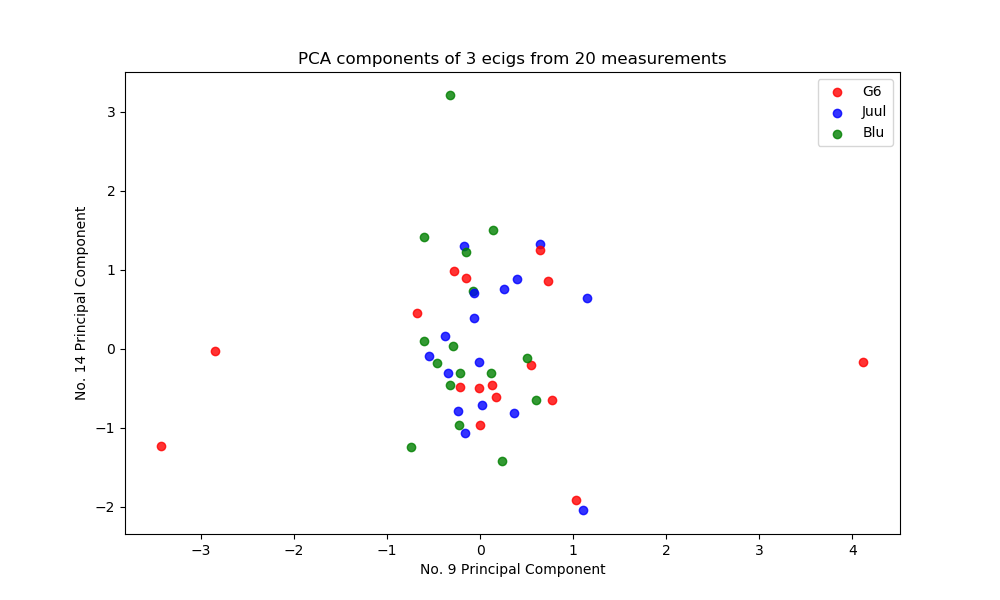 PCA components of 3 ecigs from 20 measurements
G6
Juul
Blu
3
2
1
0
−1
−2
No. 14 Principal Component
−3
−2
−1
0
1
2
3
4
No. 9 Principal Component